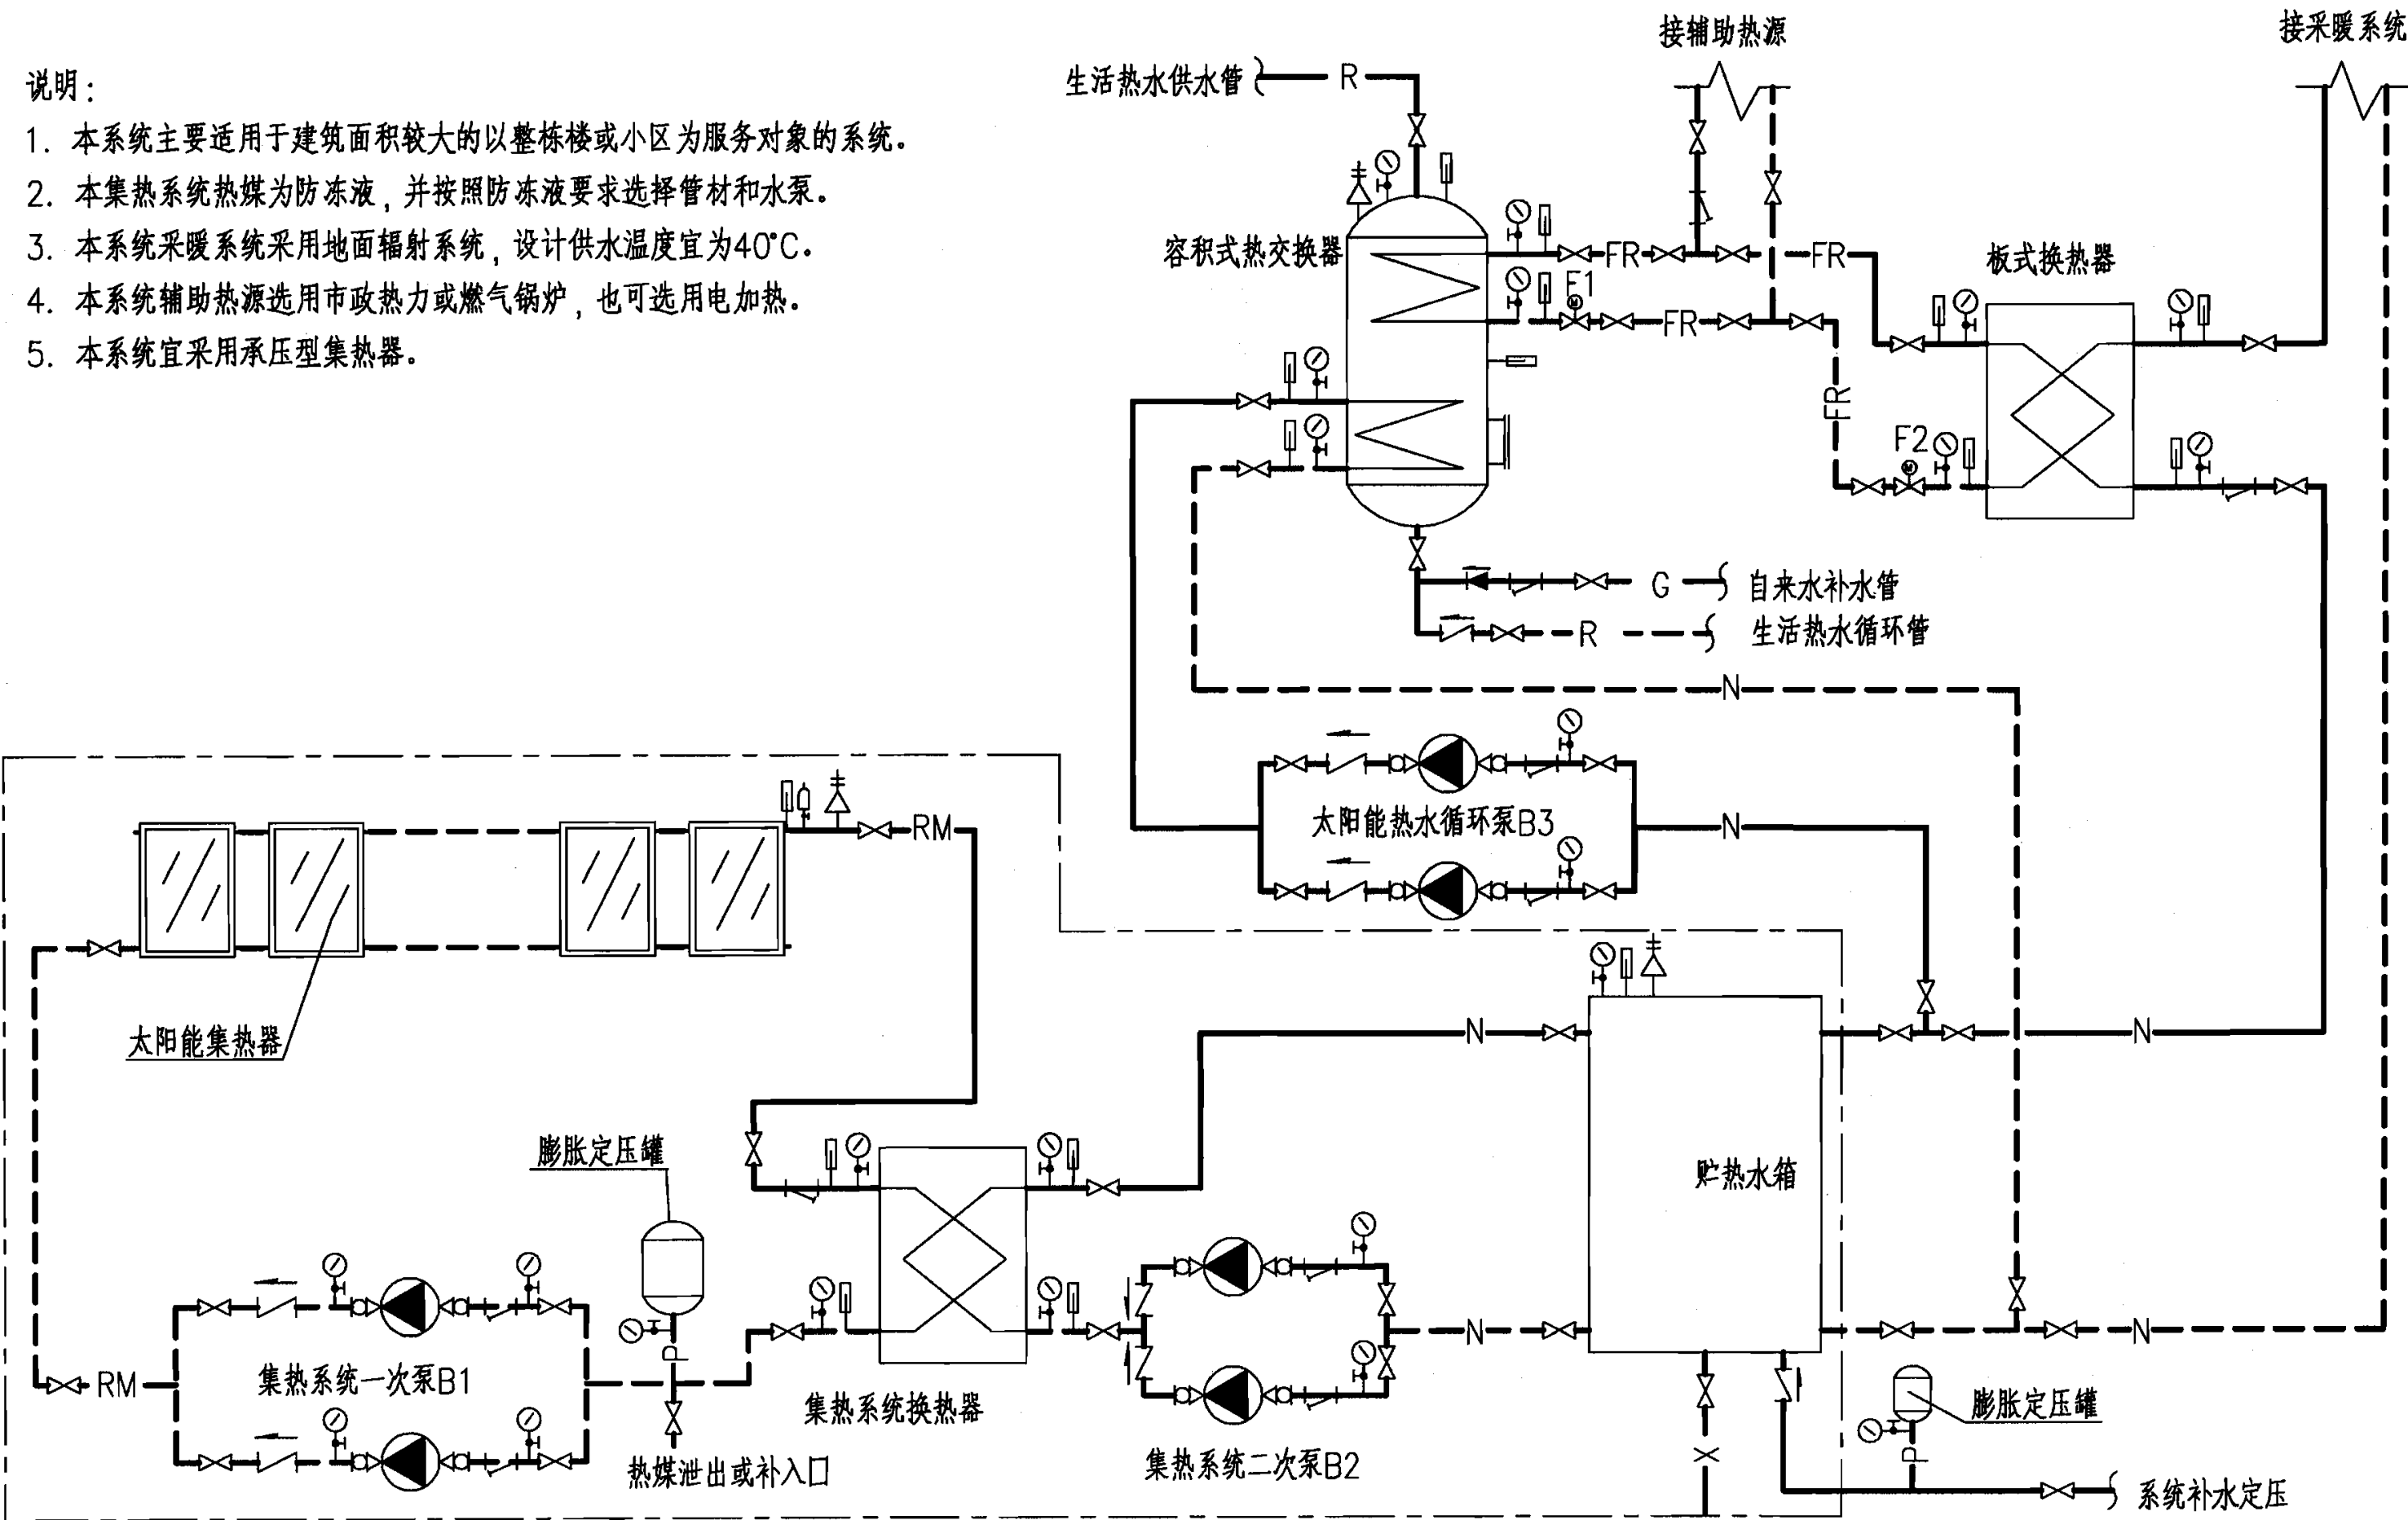 接辅助热源
接采暖系统
生活热水供水管
R
说明：
1. 本系统主要适用于建筑面积较大的以整栋楼或小区为服务对象的系统。
2. 本集热系统热媒为防冻液，并按照防冻液要求选择管材和水泵。
3. 本系统采暖系统采用地面辐射系统，设计供水温度宜为40°C。
4. 本系统辅助热源选用市政热力或燃气锅炉，也可选用电加热。
5. 本系统宜采用承压型集热器。
容积式热交换器
FR
FR
板式换热器
F1
M
FR
FR
F2
M
G
自来水补水管
R
生活热水循环管
N
太阳能热水循环泵B3
N
RM
太阳能集热器
N
N
膨胀定压罐
贮热水箱
P
N
N
RM
集热系统一次泵B1
集热系统换热器
膨胀定压罐
热媒泄出或补入口
集热系统二次泵B2
X
P
系统补水定压